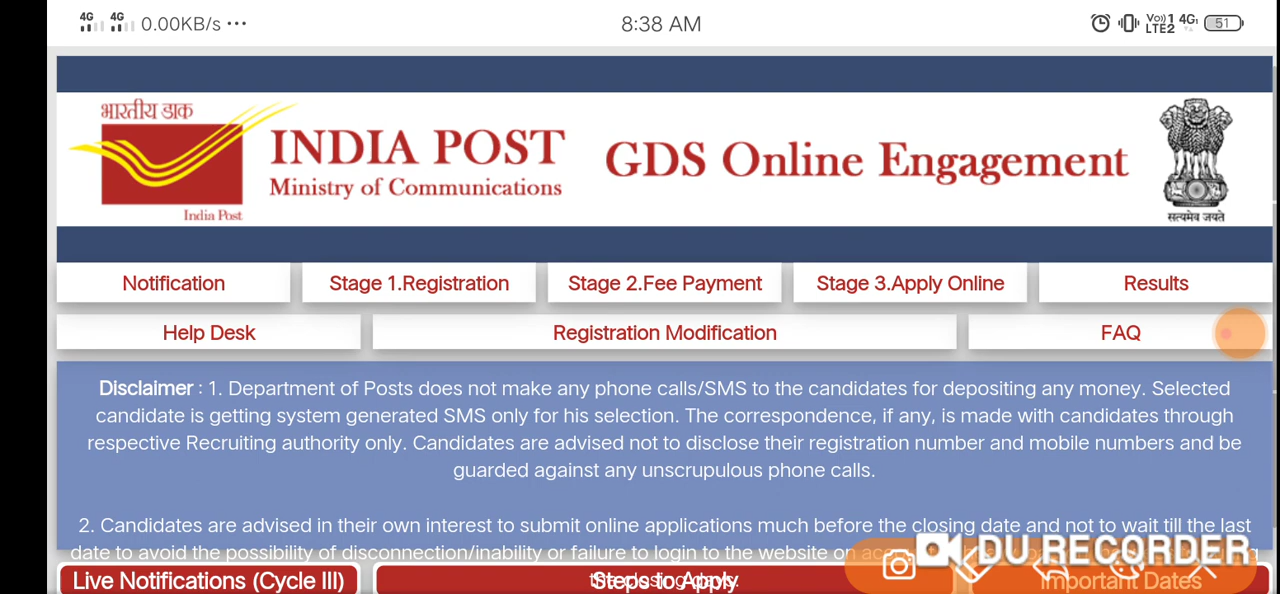 4G 4G 0.00KB/s ··· 8:38 AM Vo)) 1 LTE2 4G 51
भारतीय डाक
India Post
INDIA POST
Ministry of Communications
GDS Online Engagement
सत्यमेव जयते
Notification Stage 1.Registration Stage 2.Fee Payment Stage 3.Apply Online Results
Help Desk Registration Modification FAQ
Disclaimer : 1. Department of Posts does not make any phone calls/SMS to the candidates for depositing any money. Selected
candidate is getting system generated SMS only for his selection. The correspondence, if any, is made with candidates through
respective Recruiting authority only. Candidates are advised not to disclose their registration number and mobile numbers and be
guarded against any unscrupulous phone calls.
2. Candidates are advised in their own interest to submit online applications much before the closing date and not to wait till the last
date to avoid the possibility of disconnection/inability or failure to login to the website on
DU RECORDER
Live Notifications (Cycle III) Steps to Apply Important Dates